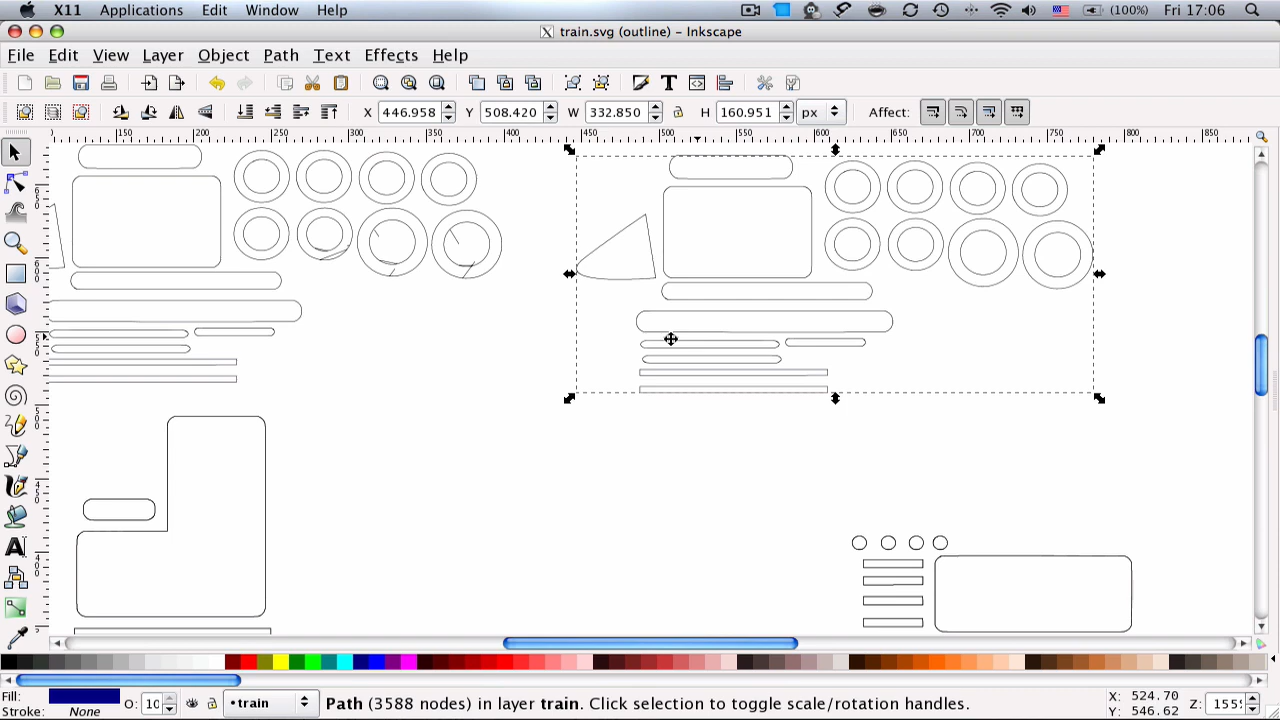 X11 Applications Edit Window Help (100%) Fri 17:06
train.svg (outline) – Inkscape
File Edit View Layer Object Path Text Effects Help
X 446.958 Y 508.420 W 332.850 H 160.951 px Affect:
150 200 250 300 350 400 450 500 550 600 650 700 750 800 850
Fill: Stroke: None O: 10 •train Path (3588 nodes) in layer train. Click selection to toggle scale/rotation handles. X: 524.70 Y: 546.62 Z: 155